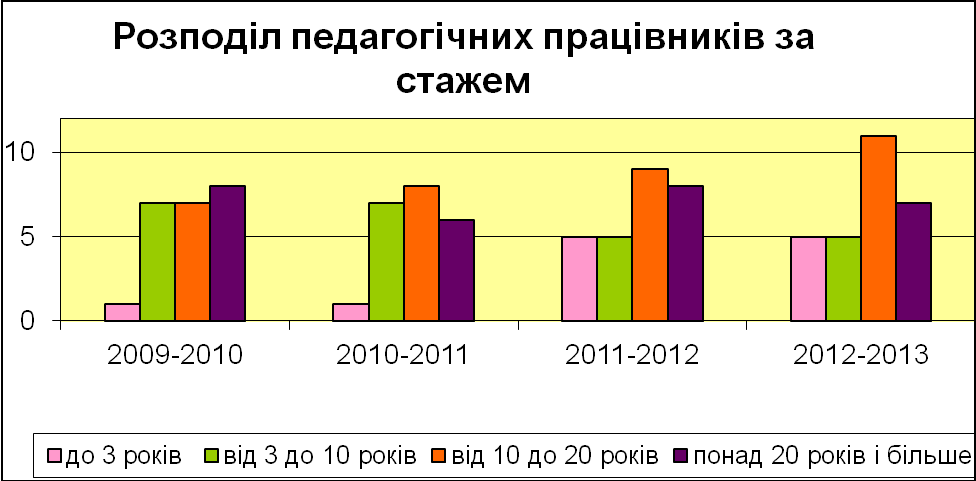 Розподіл педагогічних працівників за
стажем
10
5
0
2009-2010 2010-2011 2011-2012 2012-2013
до 3 років від 3 до 10 років від 10 до 20 років понад 20 років і більше